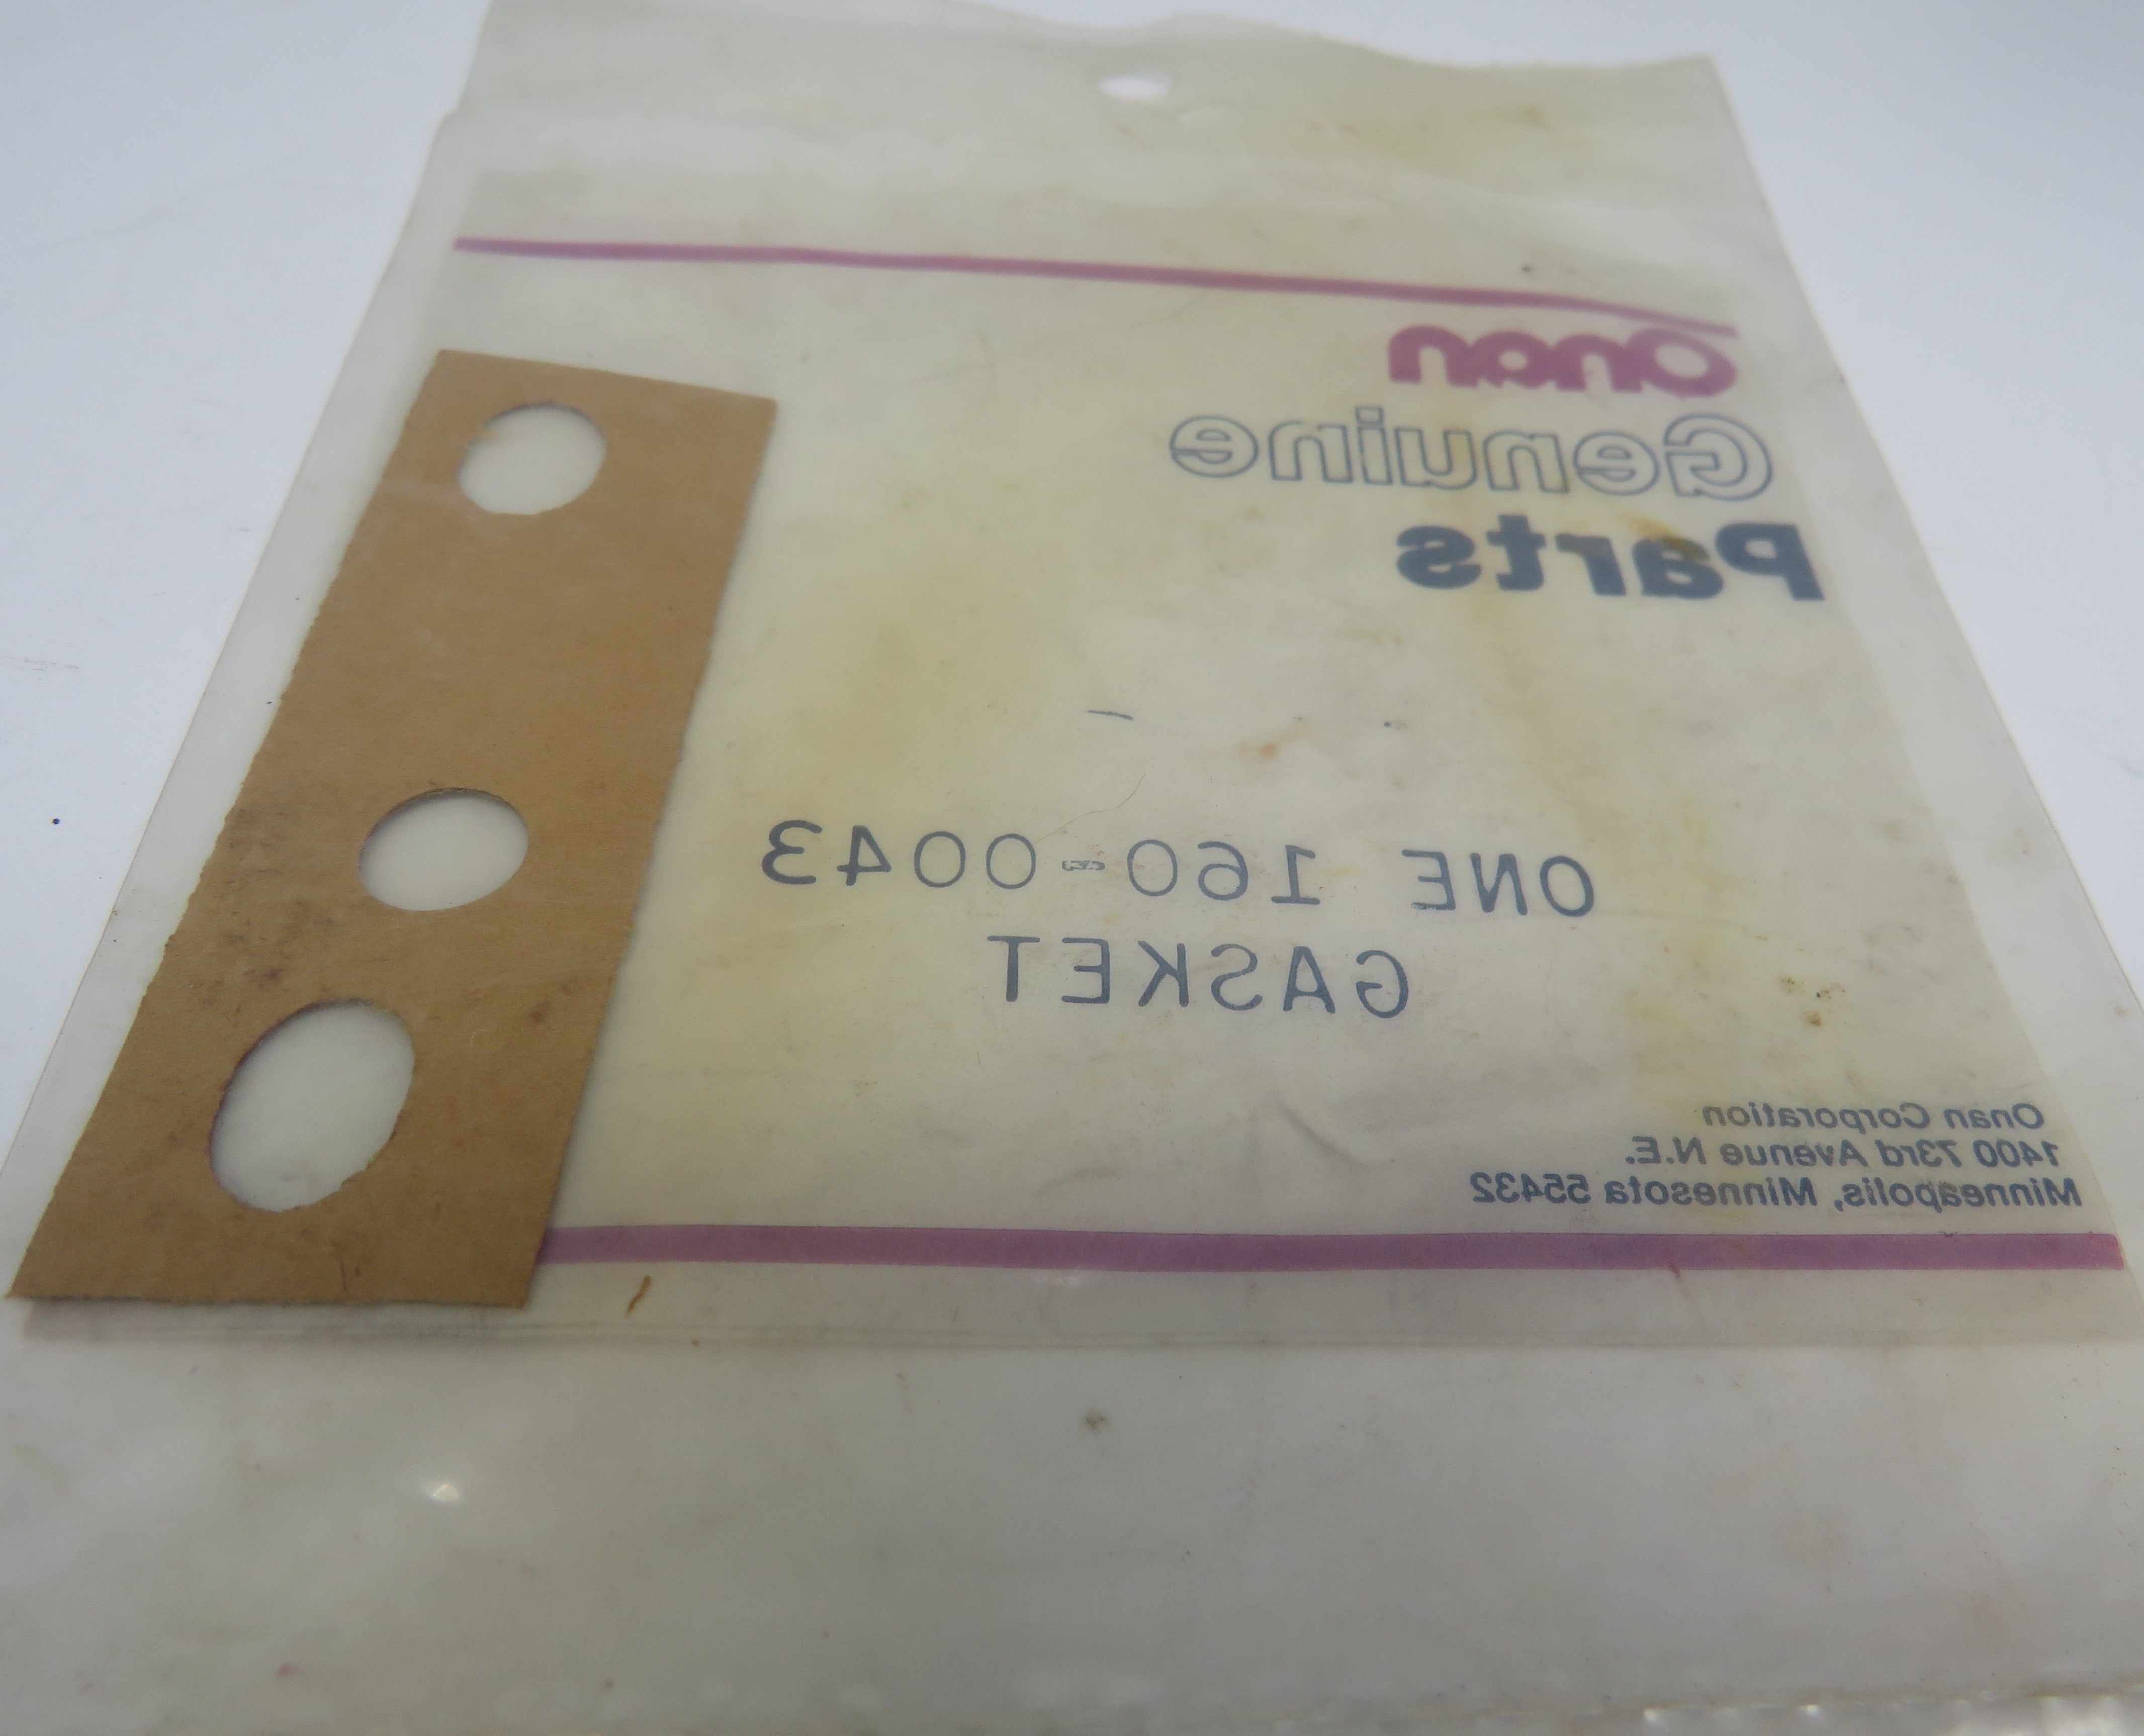 Onan
Genuine
Parts
ONE 160-0043
GASKET
Onan Corporation
1400 73rd Avenue N.E.
Minneapolis, Minnesota 55432